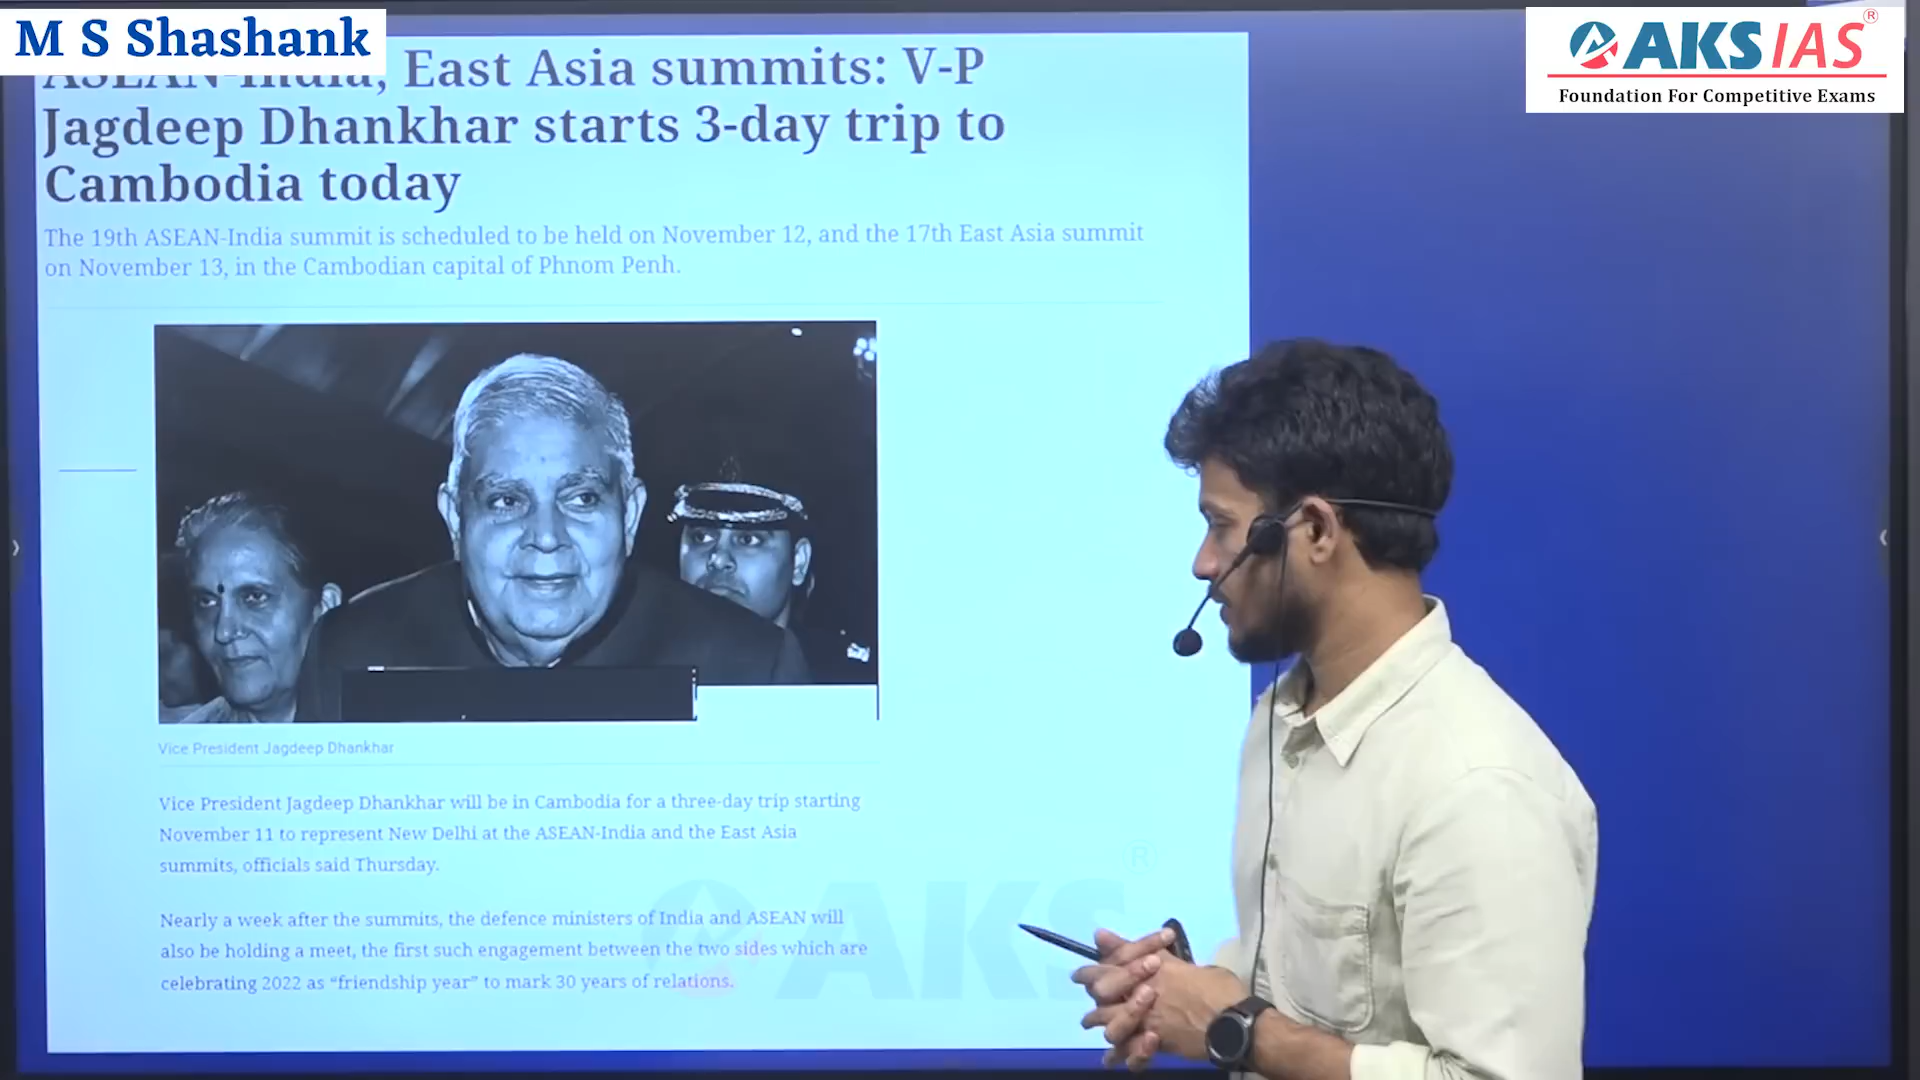 M S Shashank
ASEAN-India, East Asia summits: V-P
Jagdeep Dhankhar starts 3-day trip to
Cambodia today
The 19th ASEAN-India summit is scheduled to be held on November 12, and the 17th East Asia summit
on November 13, in the Cambodian capital of Phnom Penh.
Vice President Jagdeep Dhankhar
Vice President Jagdeep Dhankhar will be in Cambodia for a three-day trip starting
November 11 to represent New Delhi at the ASEAN-India and the East Asia
summits, officials said Thursday.
Nearly a week after the summits, the defence ministers of India and ASEAN will
also be holding a meet, the first such engagement between the two sides which are
celebrating 2022 as “friendship year” to mark 30 years of relations.
AKS IAS ®
Foundation For Competitive Exams
AKS ®